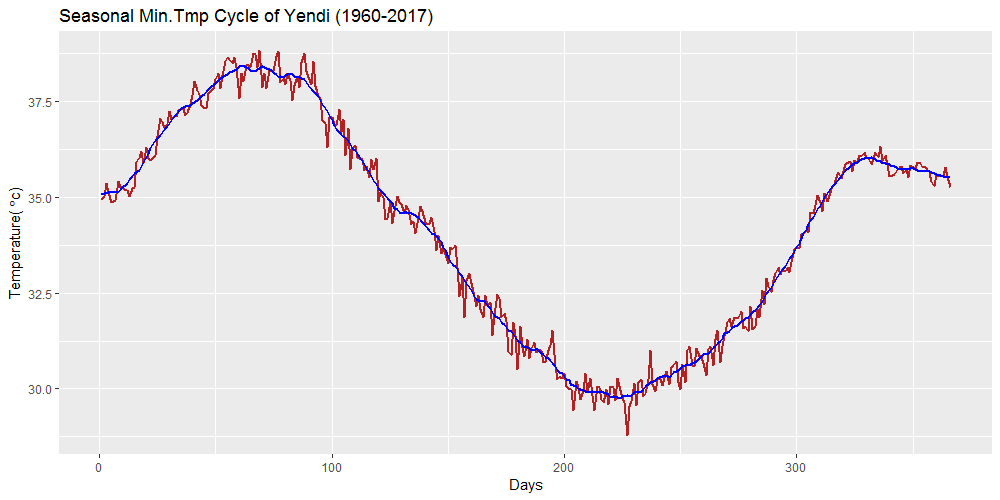 Seasonal Min.Tmp Cycle of Yendi (1960-2017)
Temperature( °c)
37.5
35.0
32.5
30.0
0
100
200
300
Days